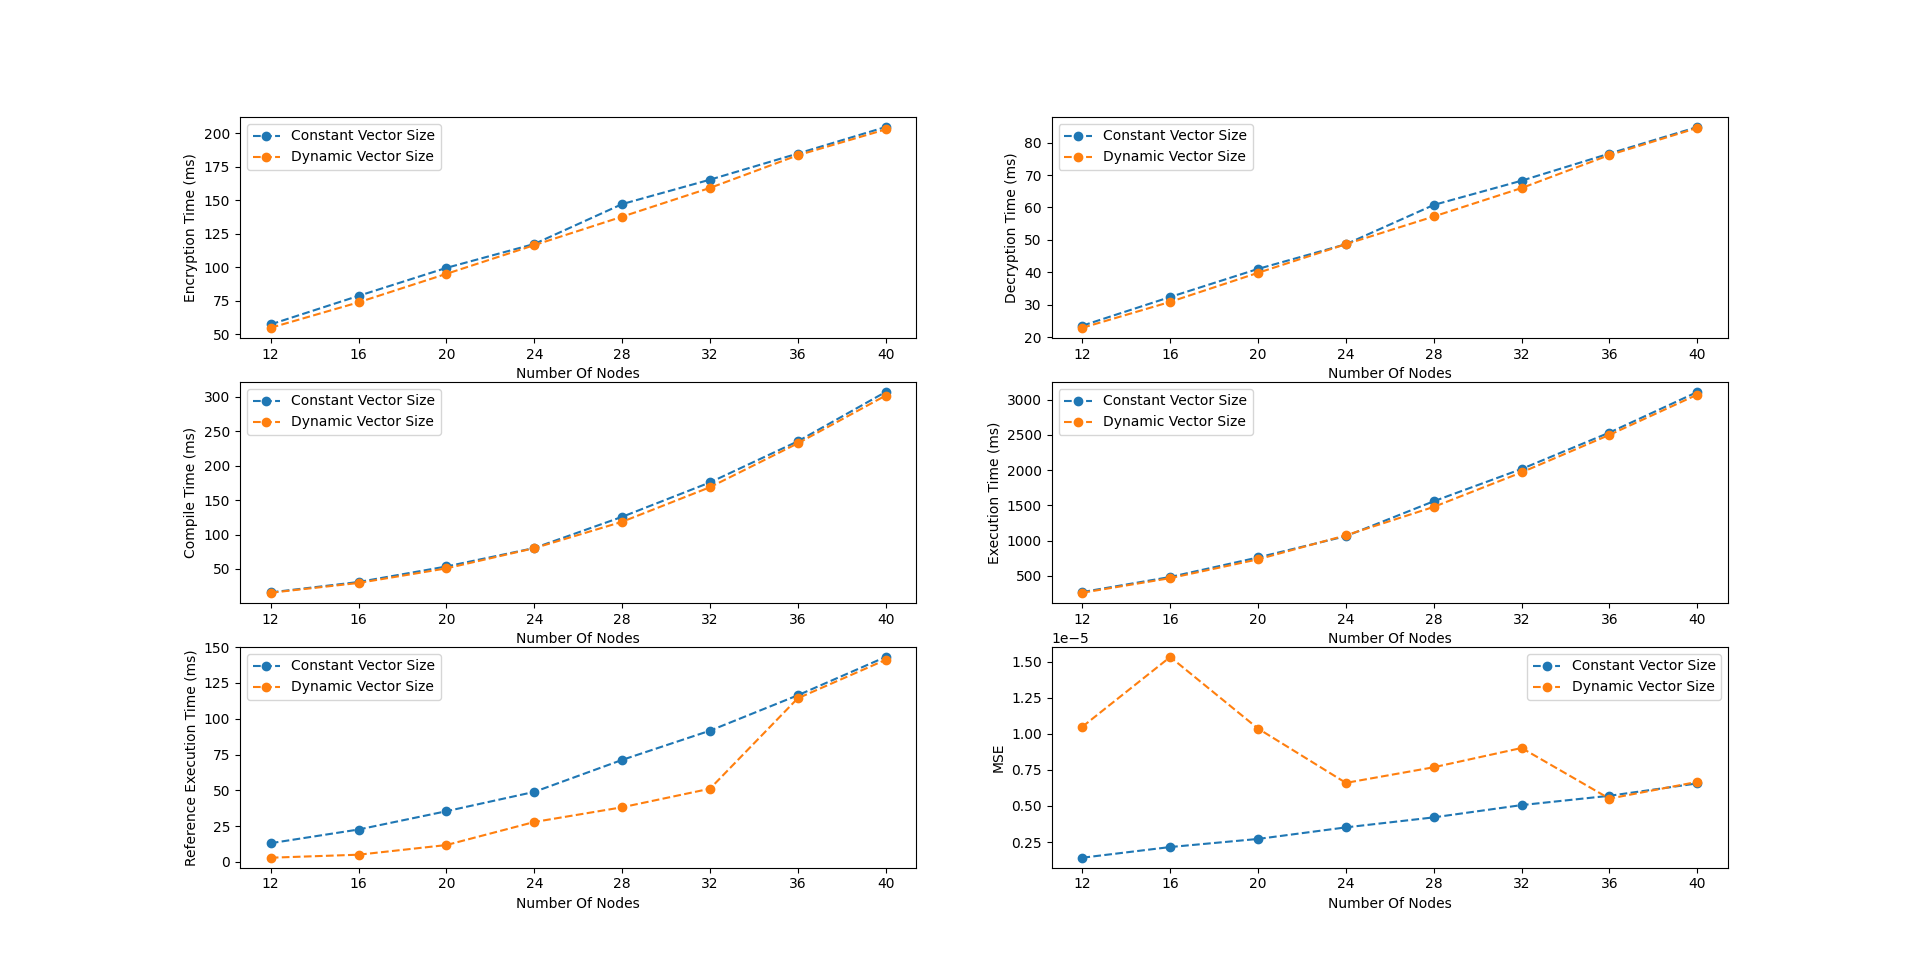 Encryption Time (ms)
200
175
150
125
100
75
50
Constant Vector Size
Dynamic Vector Size
12 16 20 24 28 32 36 40
Number Of Nodes
Decryption Time (ms)
80
70
60
50
40
30
20
Constant Vector Size
Dynamic Vector Size
12 16 20 24 28 32 36 40
Number Of Nodes
Compile Time (ms)
300
250
200
150
100
50
Constant Vector Size
Dynamic Vector Size
12 16 20 24 28 32 36 40
Number Of Nodes
Execution Time (ms)
3000
2500
2000
1500
1000
500
Constant Vector Size
Dynamic Vector Size
12 16 20 24 28 32 36 40
Number Of Nodes
Reference Execution Time (ms)
150
125
100
75
50
25
0
Constant Vector Size
Dynamic Vector Size
12 16 20 24 28 32 36 40
Number Of Nodes
1e−5
MSE
1.50
1.25
1.00
0.75
0.50
0.25
Constant Vector Size
Dynamic Vector Size
12 16 20 24 28 32 36 40
Number Of Nodes